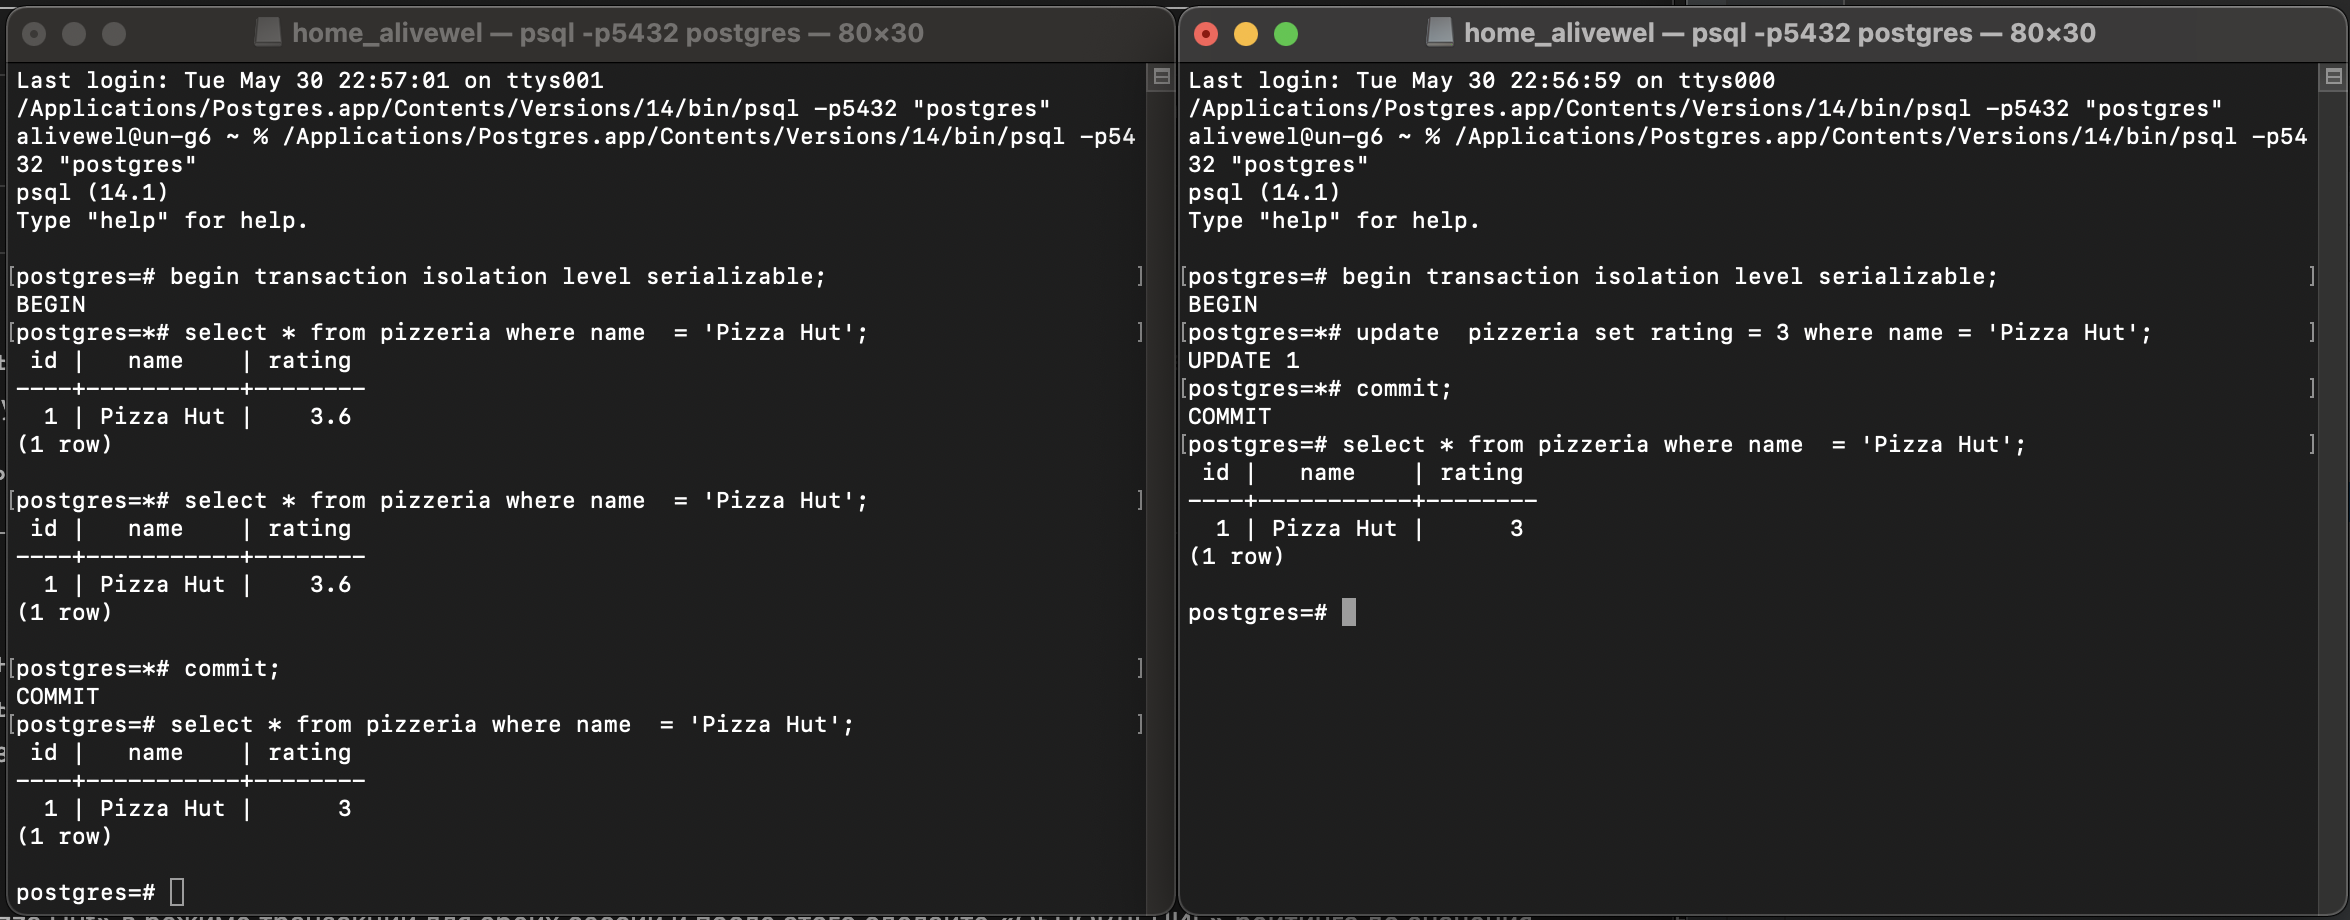 home_alivewel — psql -p5432 postgres — 80×30
Last login: Tue May 30 22:57:01 on ttys001
/Applications/Postgres.app/Contents/Versions/14/bin/psql -p5432 "postgres"
alivewel@un-g6 ~ % /Applications/Postgres.app/Contents/Versions/14/bin/psql -p54
32 "postgres"
psql (14.1)
Type "help" for help.
[postgres=# begin transaction isolation level serializable; ]
BEGIN
[postgres=*# select * from pizzeria where name  = 'Pizza Hut'; ]
 id |   name    | rating
----+-----------+--------
  1 | Pizza Hut |    3.6
(1 row)
[postgres=*# select * from pizzeria where name  = 'Pizza Hut'; ]
 id |   name    | rating
----+-----------+--------
  1 | Pizza Hut |    3.6
(1 row)
[postgres=*# commit; ]
COMMIT
[postgres=# select * from pizzeria where name  = 'Pizza Hut'; ]
 id |   name    | rating
----+-----------+--------
  1 | Pizza Hut |      3
(1 row)
postgres=#
home_alivewel — psql -p5432 postgres — 80×30
Last login: Tue May 30 22:56:59 on ttys000
/Applications/Postgres.app/Contents/Versions/14/bin/psql -p5432 "postgres"
alivewel@un-g6 ~ % /Applications/Postgres.app/Contents/Versions/14/bin/psql -p54
32 "postgres"
psql (14.1)
Type "help" for help.
[postgres=# begin transaction isolation level serializable; ]
BEGIN
[postgres=*# update  pizzeria set rating = 3 where name = 'Pizza Hut'; ]
UPDATE 1
[postgres=*# commit; ]
COMMIT
[postgres=# select * from pizzeria where name  = 'Pizza Hut'; ]
 id |   name    | rating
----+-----------+--------
  1 | Pizza Hut |      3
(1 row)
postgres=#